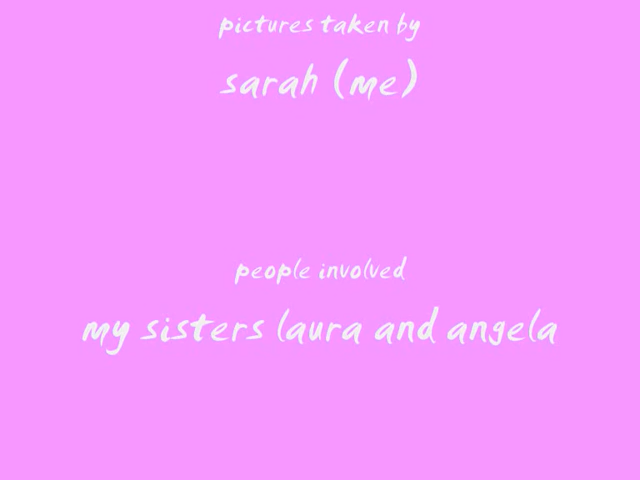 pictures taken by
sarah (me)
people involved
my sisters laura and angela